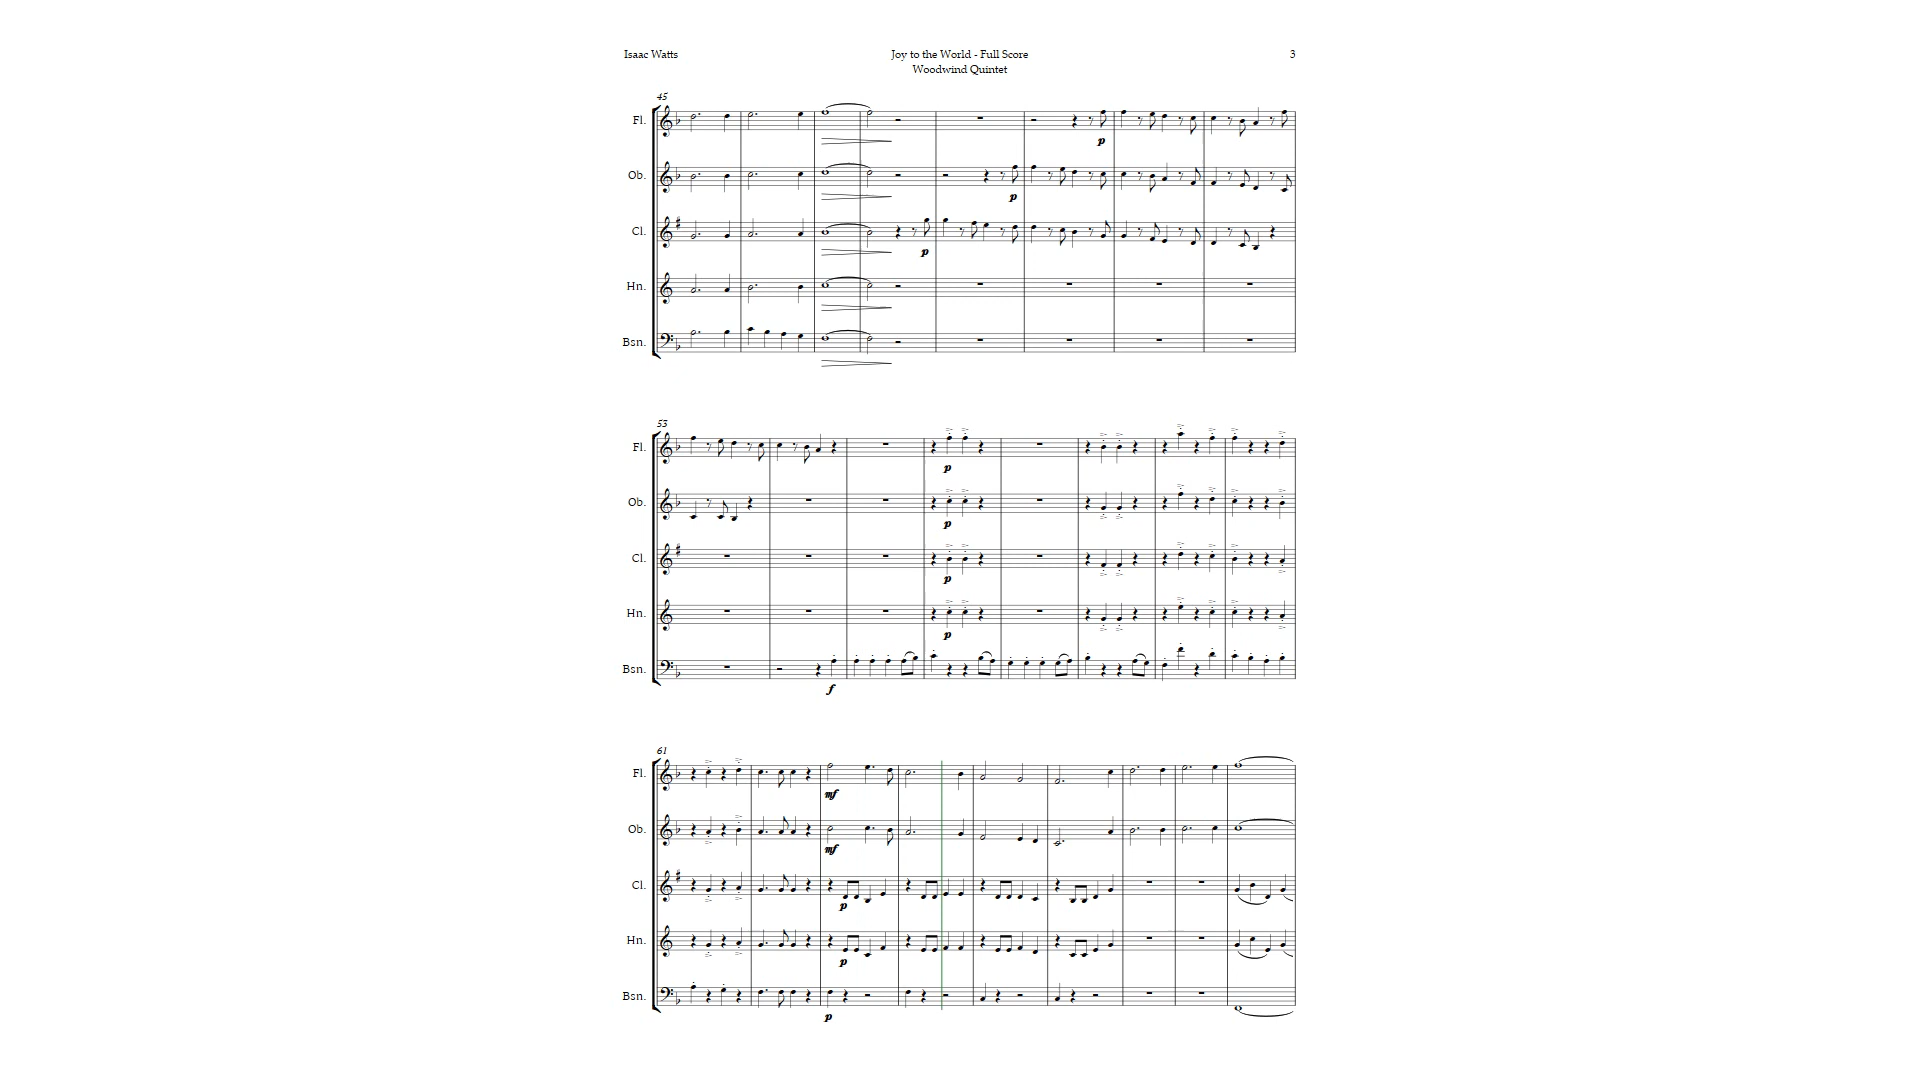 Isaac Watts
Joy to the World - Full Score
3
Woodwind Quintet
45
Fl.
p
Ob.
p
Cl.
p
Hn.
Bsn.
53
Fl.
p
Ob.
p
Cl.
p
Hn.
p
Bsn.
f
61
Fl.
mf
Ob.
mf
Cl.
p
Hn.
p
Bsn.
p